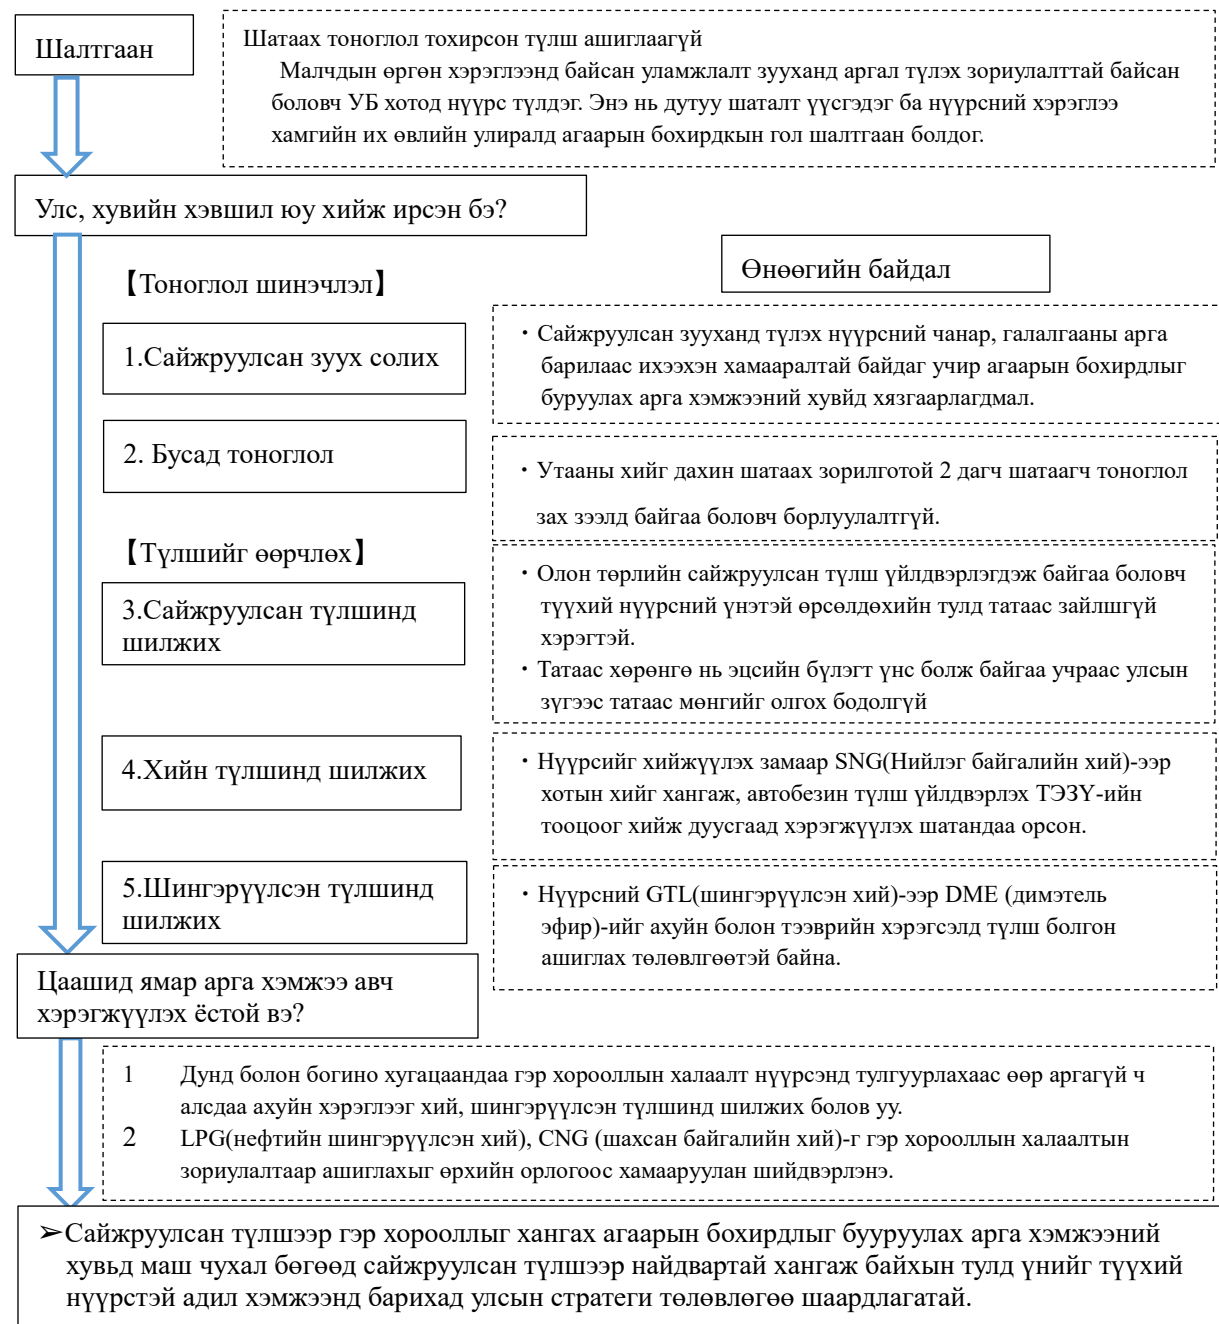 Шалтгаан
Шатаах тоноглол тохирсон түлш ашиглаагүй
Малчдын өргөн хэрэглээнд байсан уламжлалт зууханд аргал түлэх зориулалттай байсан
боловч УБ хотод нүүрс түлдэг. Энэ нь дутуу шаталт үүсгэдэг ба нүүрсний хэрэглээ
хамгийн их өвлийн улиралд агаарын бохирдкын гол шалтгаан болдог.
Улс, хувийн хэвшил юу хийж ирсэн бэ?
Өнөөгийн байдал
【Тоноглол шинэчлэл】
1.Сайжруулсан зуух солих
・Сайжруулсан зууханд түлэх нүүрсний чанар, галалгааны арга
барилаас ихээхэн хамааралтай байдаг учир агаарын бохирдлыг
буруулах арга хэмжээний хувйд хязгаарлагдмал.
2. Бусад тоноглол
・Утааны хийг дахин шатаах зорилготой 2 дагч шатаагч тоноглол
зах зээлд байгаа боловч борлуулалтгүй.
【Түлшийг өөрчлөх】
3.Сайжруулсан түлшинд
шилжих
・Олон төрлийн сайжруулсан түлш үйлдвэрлэгдэж байгаа боловч
түүхий нүүрсний үнэтэй өрсөлдөхийн тулд татаас зайлшгүй
хэрэгтэй.
・Татаас хөрөнгө нь эцсийн бүлэгт үнс болж байгаа учраас улсын
зүгээс татаас мөнгийг олгох бодолгүй
4.Хийн түлшинд шилжих
・Нүүрсийг хийжүүлэх замаар SNG(Нийлэг байгалийн хий)-ээр
хотын хийг хангаж, автобезин түлш үйлдвэрлэх ТЭЗҮ-ийн
тооцоог хийж дуусгаад хэрэгжүүлэх шатандаа орсон.
5.Шингэрүүлсэн түлшинд
шилжих
・Нүүрсний GTL(шингэрүүлсэн хий)-ээр DME (димэтель
эфир)-ийг ахуйн болон тээврийн хэрэгсэлд түлш болгон
ашиглах төлөвлгөөтэй байна.
Цаашид ямар арга хэмжээ авч
хэрэгжүүлэх ёстой вэ?
1 Дунд болон богино хугацаандаа гэр хорооллын халаалт нүүрсэнд тулгуурлахаас өөр аргагүй ч
алсдаа ахуйн хэрэглээг хий, шингэрүүлсэн түлшинд шилжих болов уу.
2 LPG(нефтийн шингэрүүлсэн хий), CNG (шахсан байгалийн хий)-г гэр хорооллын халаалтын
зориулалтаар ашиглахыг өрхийн орлогоос хамааруулан шийдвэрлэнэ.
➢Сайжруулсан түлшээр гэр хорооллыг хангах агаарын бохирдлыг бууруулах арга хэмжээний
хувьд маш чухал бөгөөд сайжруулсан түлшээр найдвартай хангаж байхын тулд үнийг түүхий
нүүрстэй адил хэмжээнд барихад улсын стратеги төлөвлөгөө шаардлагатай.